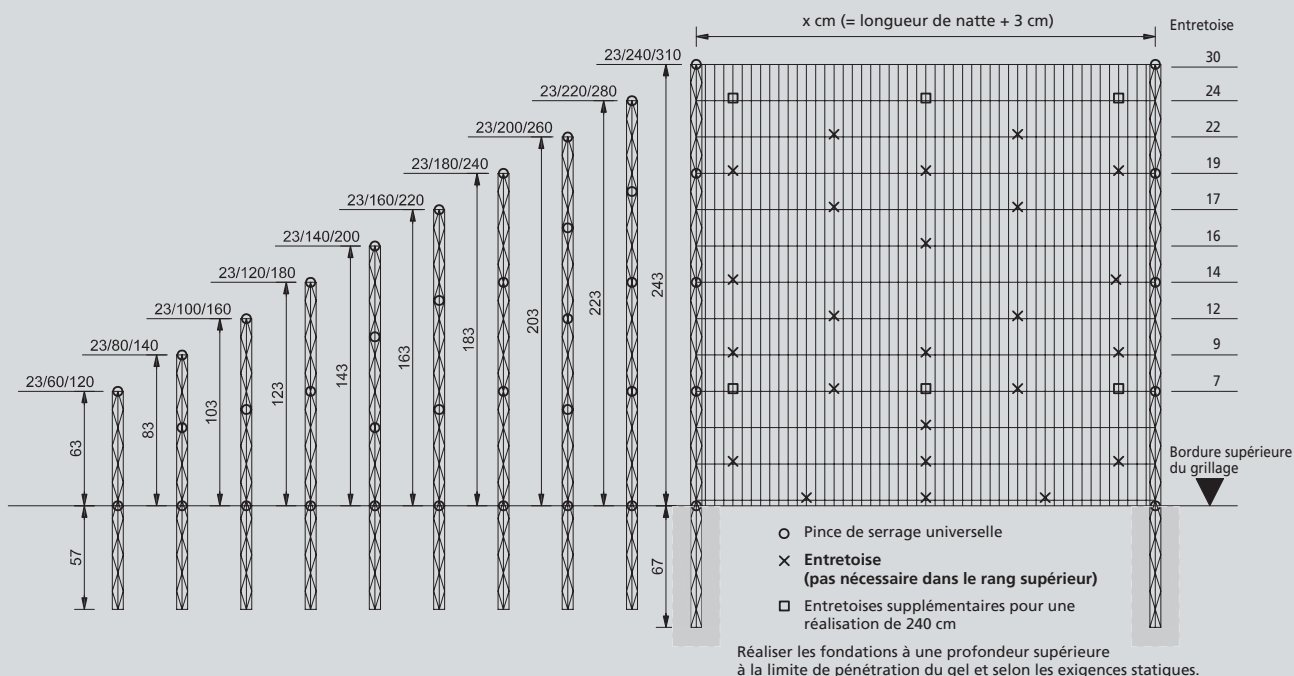 x cm (= longueur de natte + 3 cm)
Entretoise
23/240/310
30
23/220/280
24
23/200/260
22
23/180/240
19
23/160/220
17
23/140/200
16
23/120/180
14
23/100/160
12
23/80/140
9
23/60/120
7
63
83
103
123
143
163
183
203
223
243
Bordure supérieure
du grillage
57
67
Pince de serrage universelle
Entretoise
(pas nécessaire dans le rang supérieur)
Entretoises supplémentaires pour une
réalisation de 240 cm
Réaliser les fondations à une profondeur supérieure
à la limite de pénétration du gel et selon les exigences statiques.